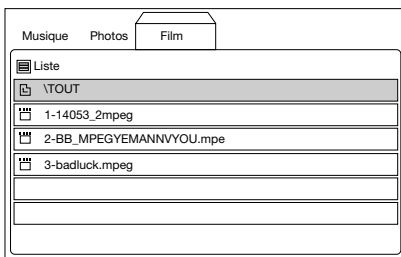 Musique Photos Film
Liste
\TOUT
1-14053_2mpeg
2-BB_MPEGYEMANNVYOU.mpe
3-badluck.mpeg